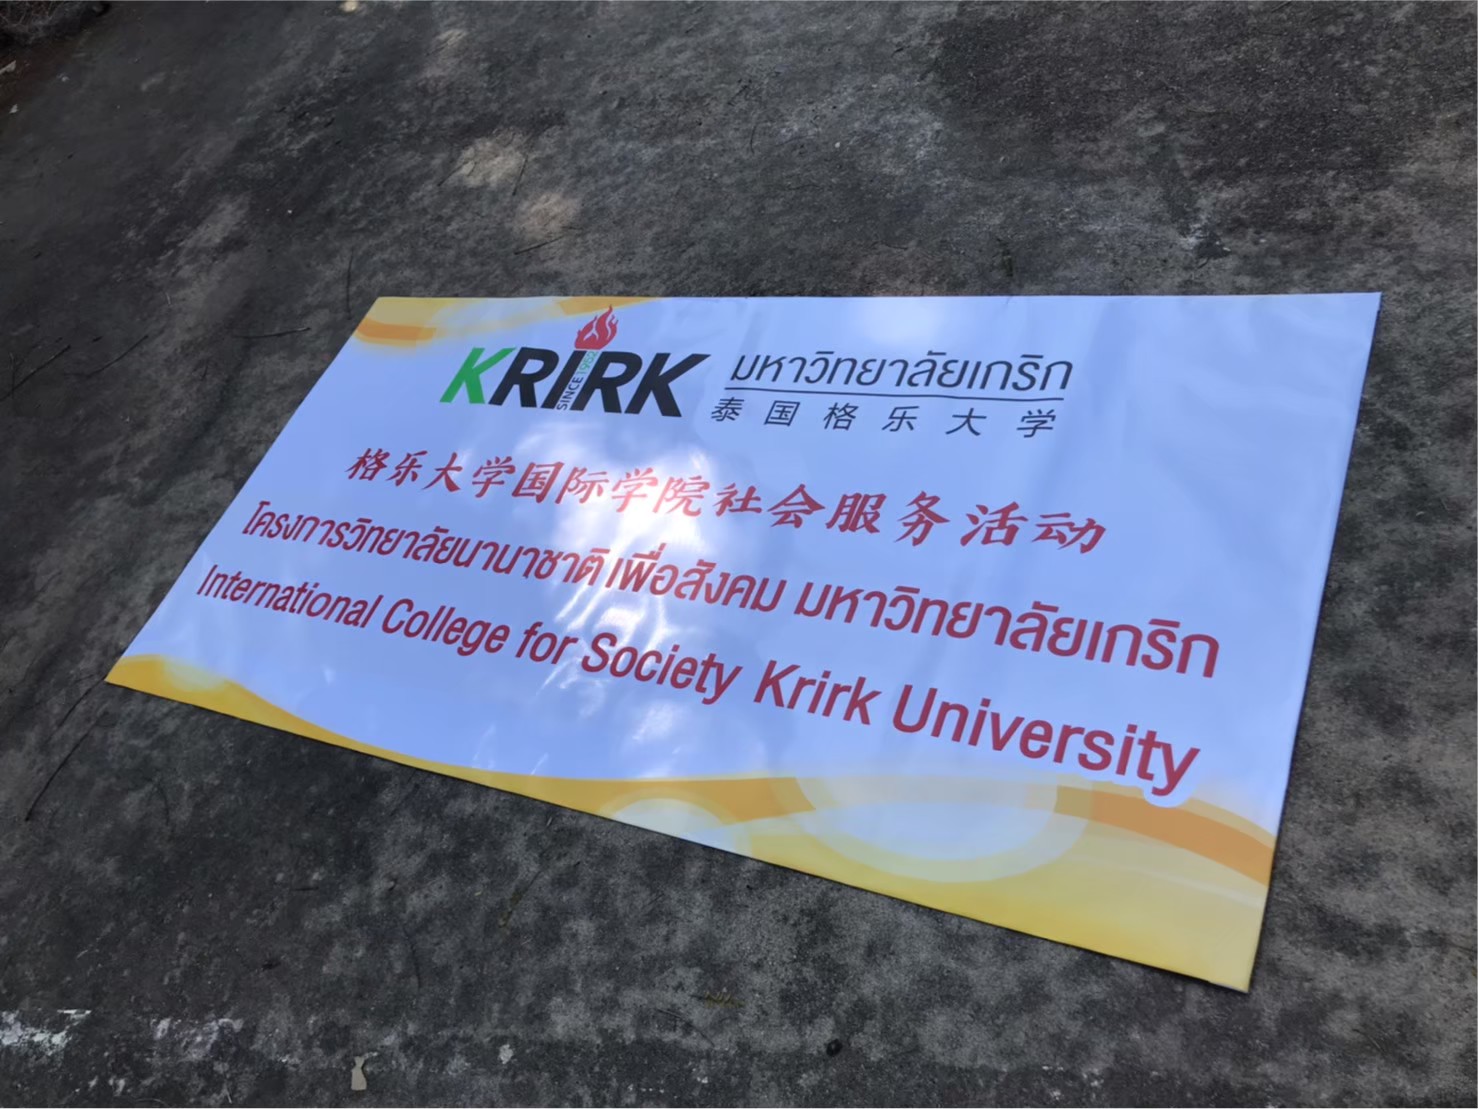 KRIRK
SINCE 1952
มหาวิทยาลัยเกริก
泰国格乐大学
格乐大学国际学院社会服务活动
โครงการวิทยาลัยนานาชาติ เพื่อสังคม มหาวิทยาลัยเกริก
International College for Society Krirk University